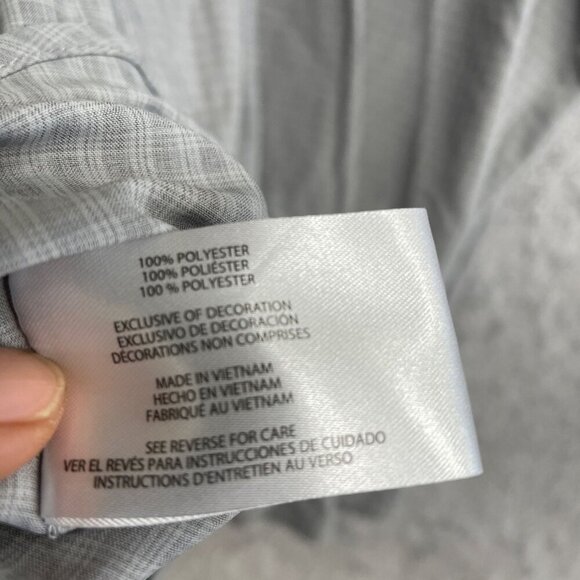 100% POLYESTER
100% POLIÉSTER
100 % POLYESTER
EXCLUSIVE OF DECORATION
EXCLUSIVO DE DECORACIÓN
DÉCORATIONS NON COMPRISES
MADE IN VIETNAM
HECHO EN VIETNAM
FABRIQUÉ AU VIETNAM
SEE REVERSE FOR CARE
VER EL REVÉS PARA INSTRUCCIONES DE CUIDADO
INSTRUCTIONS D'ENTRETIEN AU VERSO